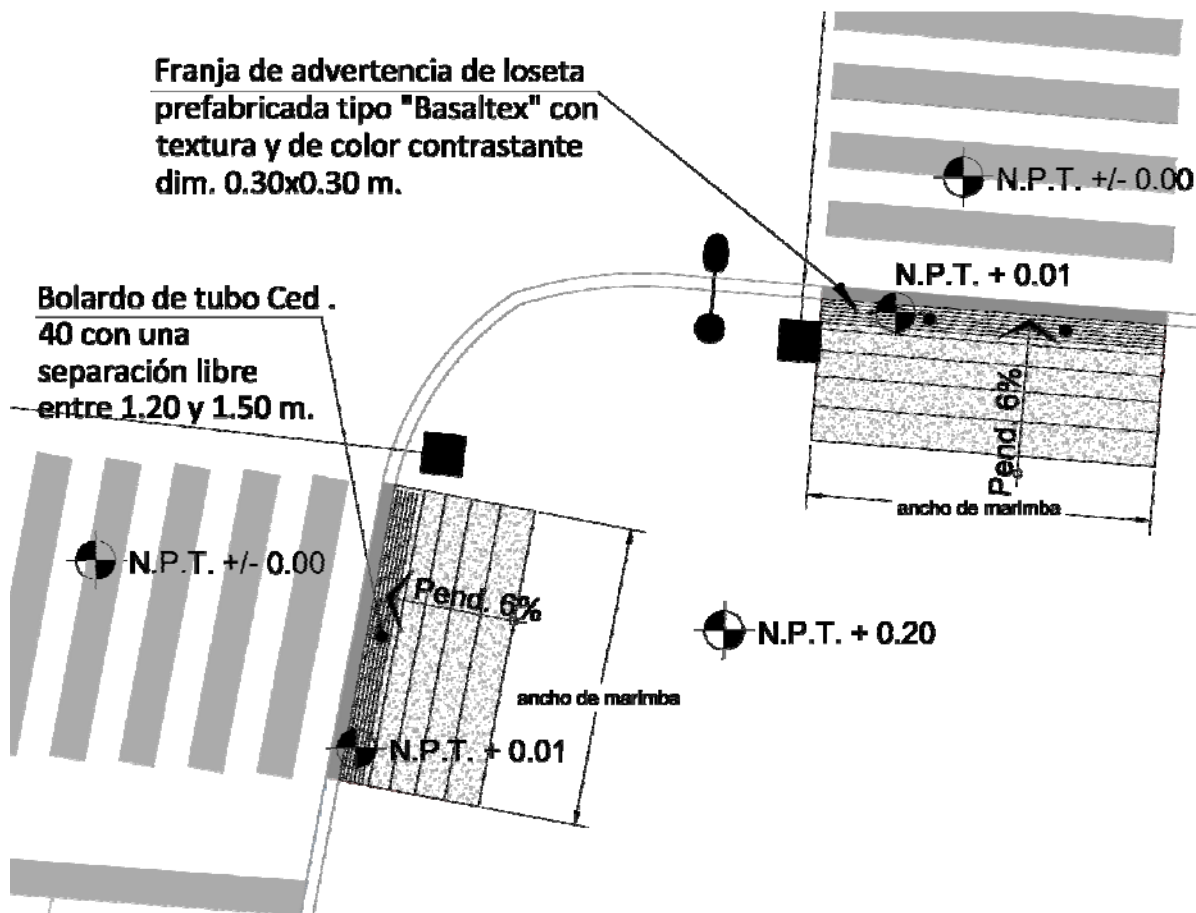 Franja de advertencia de loseta
prefabricada tipo "Basaltex" con
textura y de color contrastante
dim. 0.30x0.30 m.
N.P.T. +/- 0.00
N.P.T. + 0.01
Bolardo de tubo Ced .
40 con una
separación libre
entre 1.20 y 1.50 m.
Pend. 6%
ancho de marimba
N.P.T. +/- 0.00
Pend. 6%
N.P.T. + 0.20
ancho de marimba
N.P.T. + 0.01